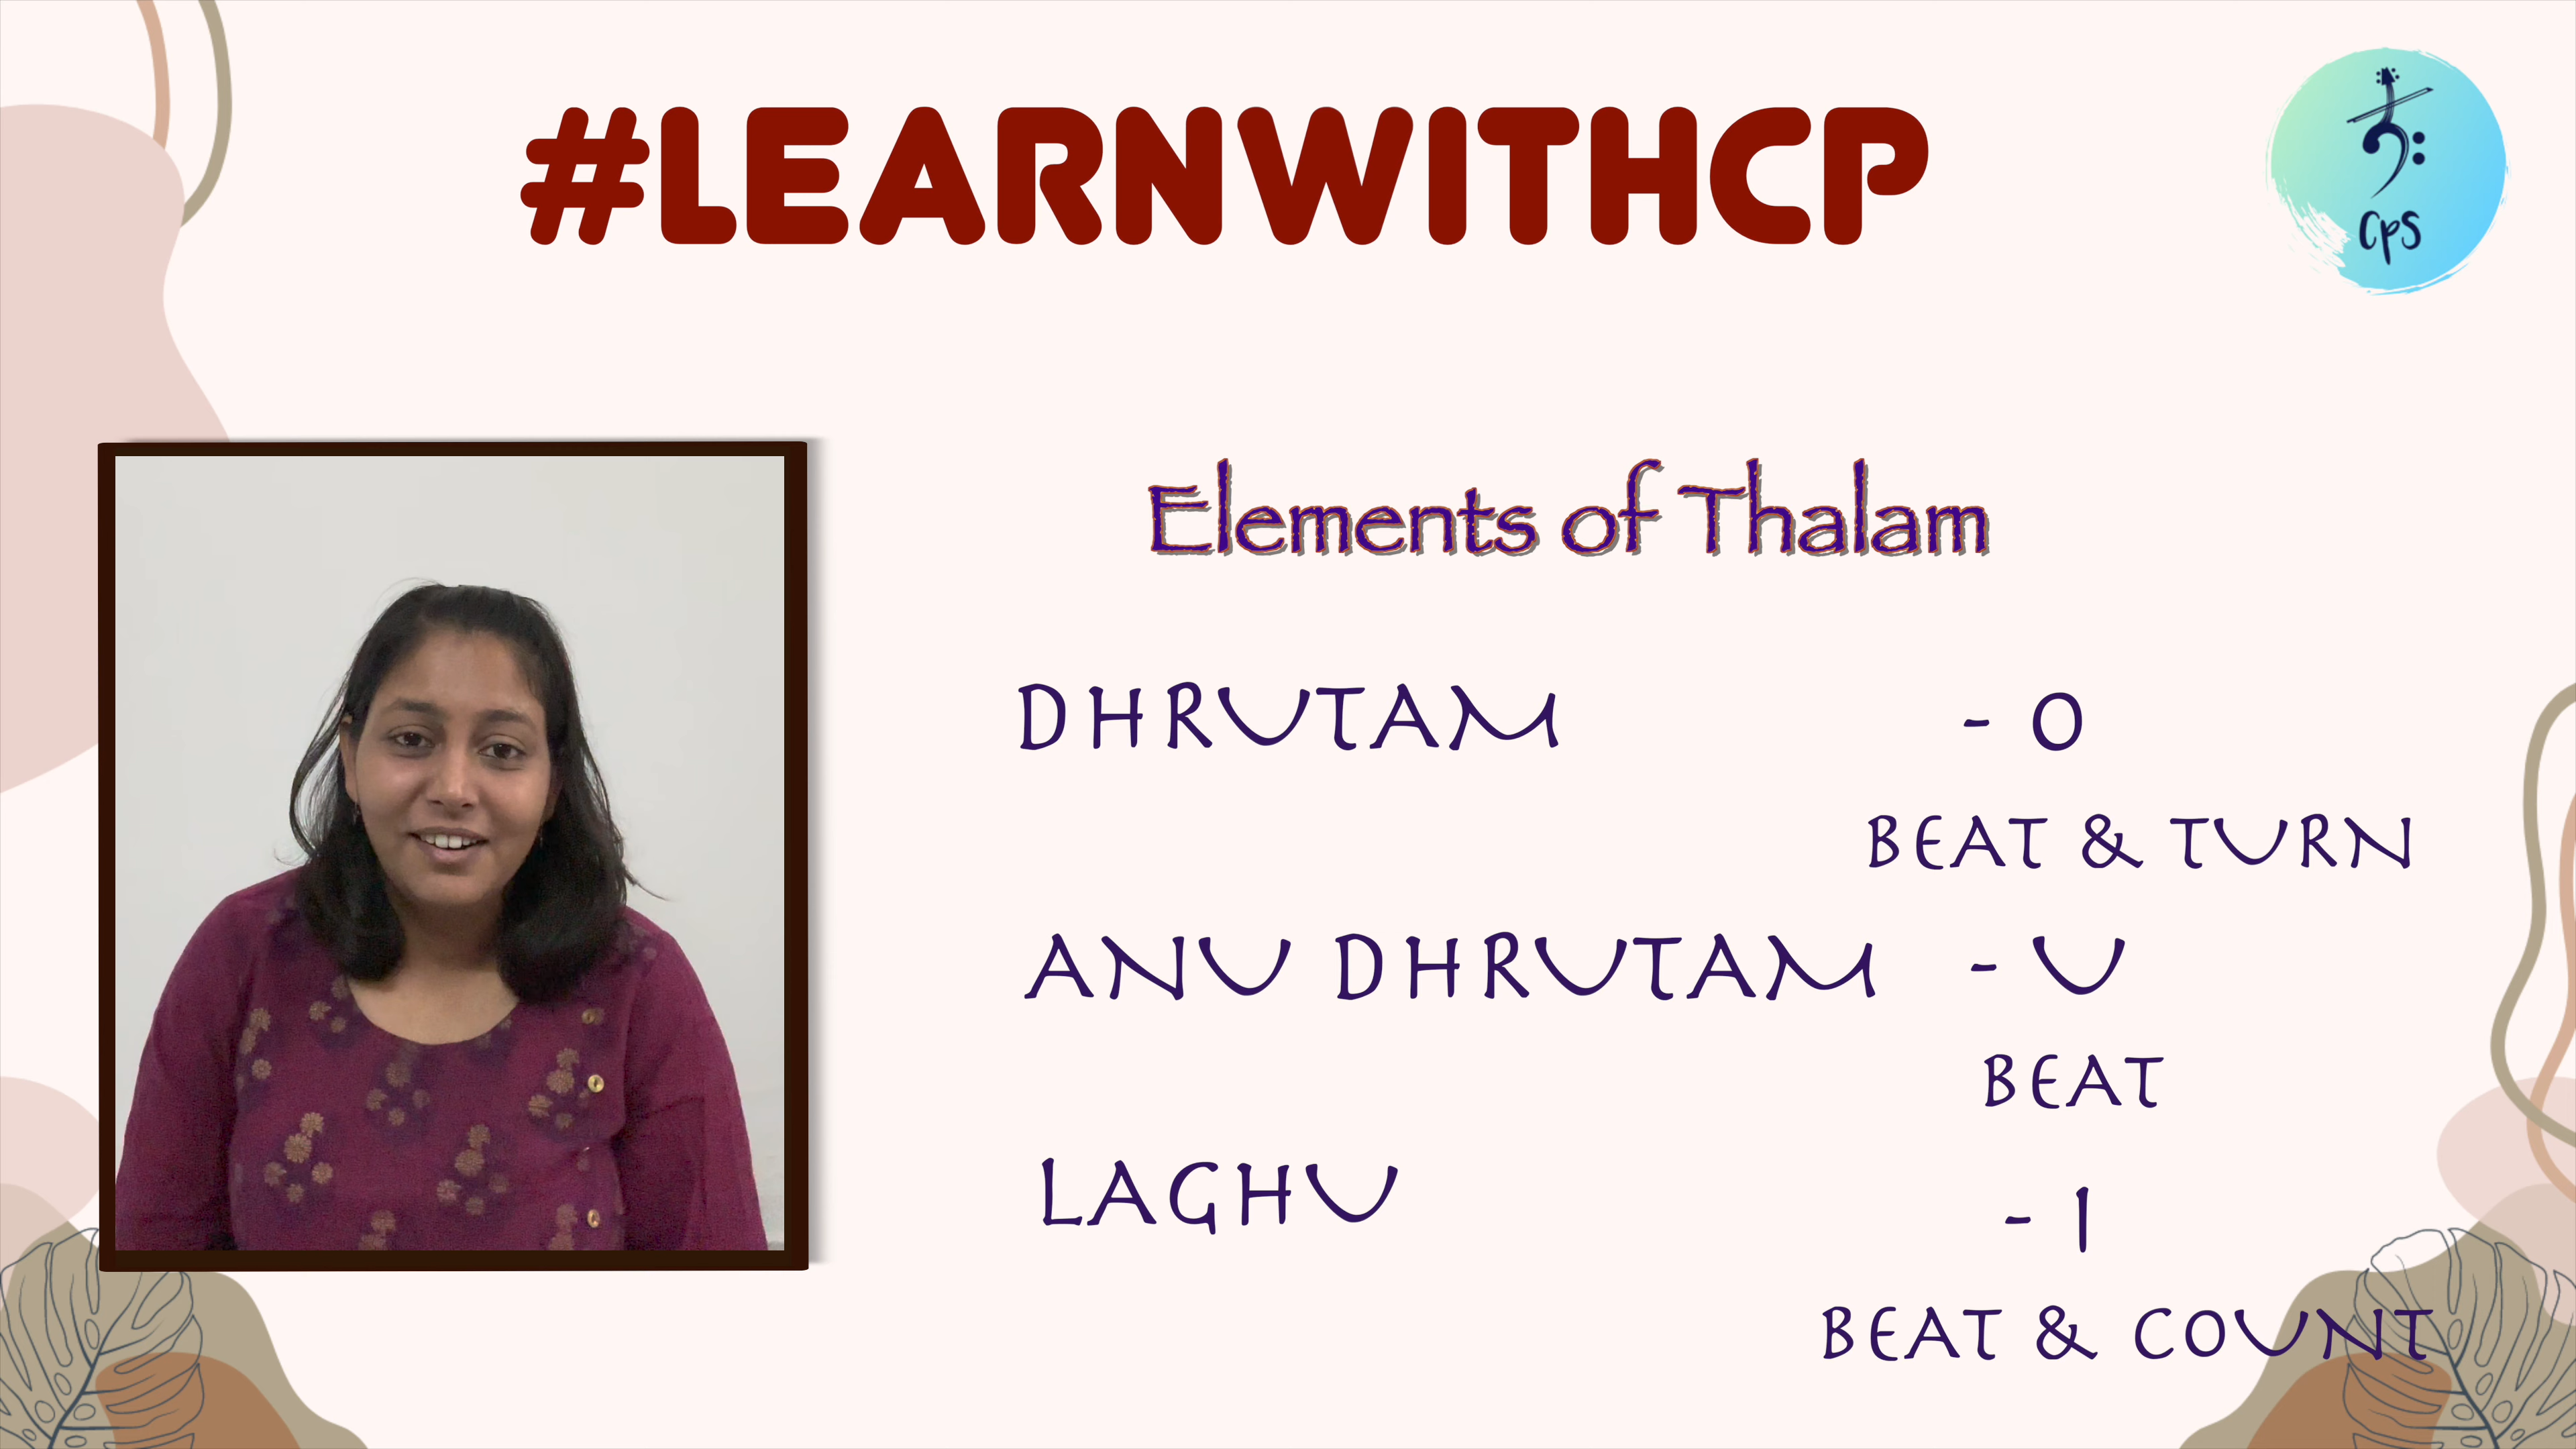 #LEARNWITHCP
CPS
Elements of Thalam
DHRUTAM - O
BEAT & TURN
ANU DHRUTAM - U
BEAT
LAGHU - I
BEAT & COUNT